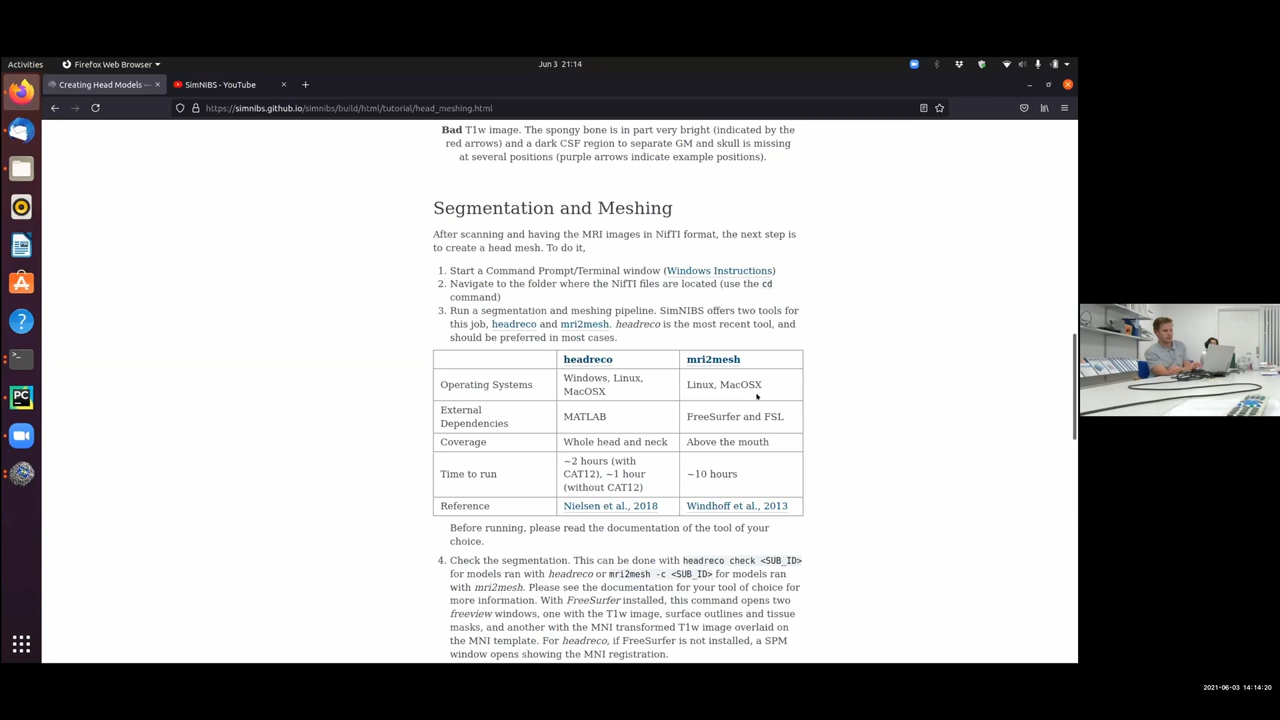 Activities
Firefox Web Browser
Jun 3 21:14
Creating Head Models —
SimNIBS - YouTube
https://simnibs.github.io/simnibs/build/html/tutorial/head_meshing.html
Bad T1w image. The spongy bone is in part very bright (indicated by the
red arrows) and a dark CSF region to separate GM and skull is missing
at several positions (purple arrows indicate example positions).
Segmentation and Meshing
After scanning and having the MRI images in NifTI format, the next step is
to create a head mesh. To do it,
1. Start a Command Prompt/Terminal window (Windows Instructions)
2. Navigate to the folder where the NifTI files are located (use the cd
command)
3. Run a segmentation and meshing pipeline. SimNIBS offers two tools for
this job, headreco and mri2mesh. headreco is the most recent tool, and
should be preferred in most cases.
headreco mri2mesh
Operating Systems
Windows, Linux,
MacOSX
Linux, MacOSX
External
Dependencies
MATLAB
FreeSurfer and FSL
Coverage
Whole head and neck
Above the mouth
Time to run
~2 hours (with
CAT12), ~1 hour
(without CAT12)
~10 hours
Reference
Nielsen et al., 2018
Windhoff et al., 2013
Before running, please read the documentation of the tool of your
choice.
4. Check the segmentation. This can be done with headreco check <SUB_ID>
for models ran with headreco or mri2mesh -c <SUB_ID> for models ran
with mri2mesh. Please see the documentation for your tool of choice for
more information. With FreeSurfer installed, this command opens two
freeview windows, one with the T1w image, surface outlines and tissue
masks, and another with the MNI transformed T1w image overlaid on
the MNI template. For headreco, if FreeSurfer is not installed, a SPM
window opens showing the MNI registration.
PC
2021-06-03 14:14:20